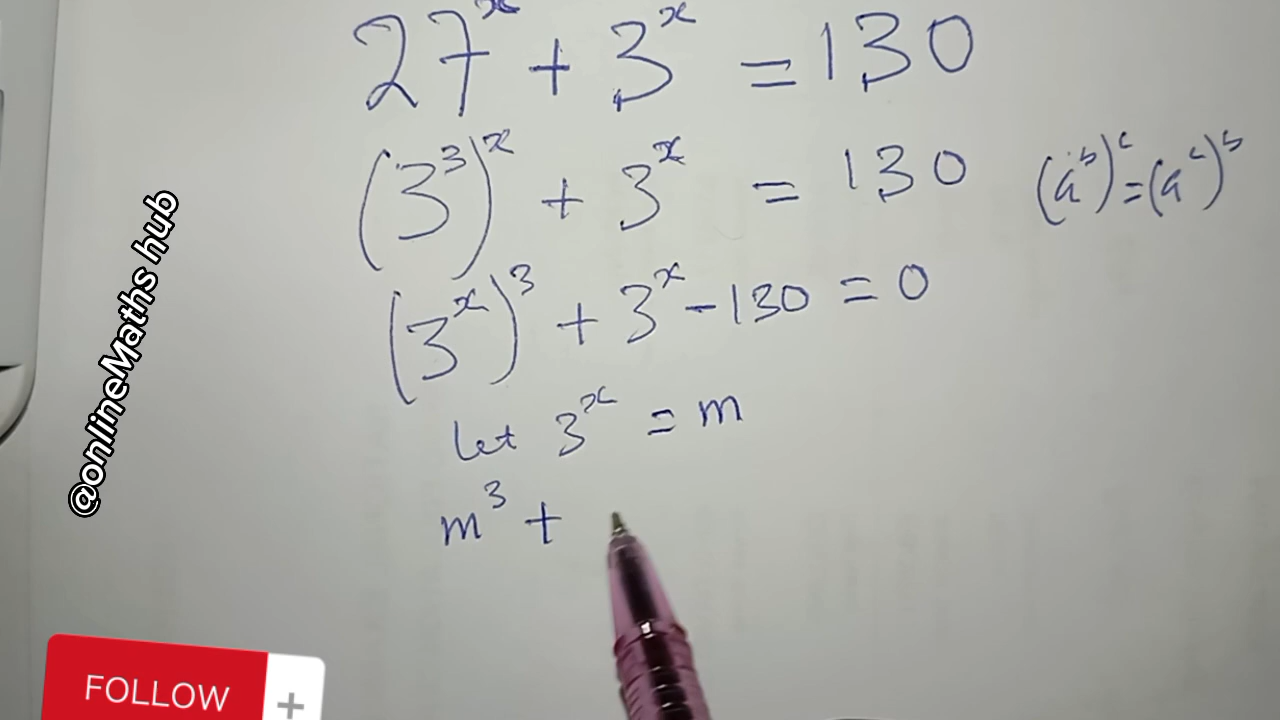 27^x + 3^x = 130
(3^3)^x + 3^x = 130 (a^b)^c = (a^c)^b
(3^x)^3 + 3^x - 130 = 0
let 3^x = m
m^3 +
@onlineMaths hub
FOLLOW +